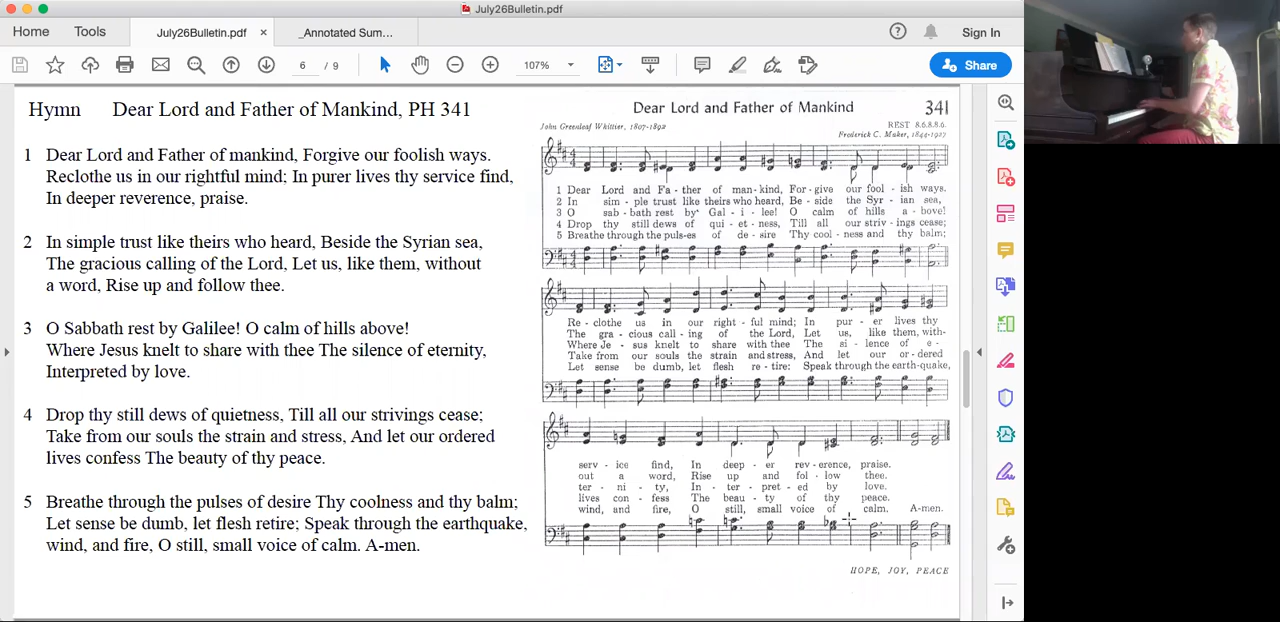 July26Bulletin.pdf
Home
Tools
July26Bulletin.pdf ×
_Annotated Sum...
Sign In
6 / 9
107%
Share
Hymn Dear Lord and Father of Mankind, PH 341
1 Dear Lord and Father of mankind, Forgive our foolish ways.
Reclothe us in our rightful mind; In purer lives thy service find,
In deeper reverence, praise.
2 In simple trust like theirs who heard, Beside the Syrian sea,
The gracious calling of the Lord, Let us, like them, without
a word, Rise up and follow thee.
3 O Sabbath rest by Galilee! O calm of hills above!
Where Jesus knelt to share with thee The silence of eternity,
Interpreted by love.
4 Drop thy still dews of quietness, Till all our strivings cease;
Take from our souls the strain and stress, And let our ordered
lives confess The beauty of thy peace.
5 Breathe through the pulses of desire Thy coolness and thy balm;
Let sense be dumb, let flesh retire; Speak through the earthquake,
wind, and fire, O still, small voice of calm. A-men.
Dear Lord and Father of Mankind 341
John Greenleaf Whittier, 1807-1892
REST 8.6.8.8.6.
Frederick C. Maker, 1844-1927
1 Dear Lord and Fa - ther of man - kind, For - give our fool - ish ways.
2 In sim - ple trust like theirs who heard, Be - side the Syr - ian sea,
3 O sab - bath rest by Gal - i - lee! O calm of hills a - bove!
4 Drop thy still dews of qui - et - ness, Till all our striv - ings cease;
5 Breathe through the puls - es of de - sire Thy cool - ness and thy balm;
Re - clothe us in our right - ful mind; In pur - er lives thy
The gra - cious call - ing of the Lord, Let us, like them, with-
Where Je - sus knelt to share with thee The si - lence of e -
Take from our souls the strain and stress, And let our or - dered
Let sense be dumb, let flesh re - tire: Speak through the earth - quake,
serv - ice find, In deep - er rev - erence, praise.
out a word, Rise up and fol - low thee.
ter - ni - ty, In - ter - pret - ed by love.
lives con - fess The beau - ty of thy peace.
wind, and fire, O still, small voice of calm. A-men.
HOPE, JOY, PEACE